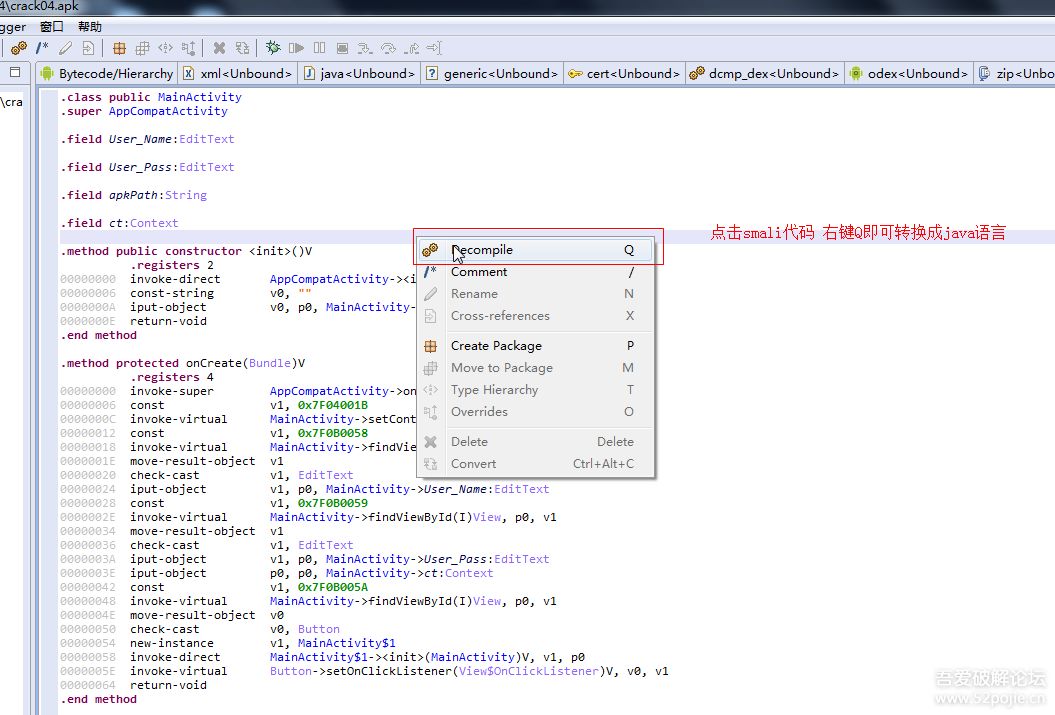 4\crack04.apk
gger 窗口 帮助
Bytecode/Hierarchy xml<Unbound> java<Unbound> generic<Unbound> cert<Unbound> dcmp_dex<Unbound> odex<Unbound> zip<Unbo
\cra
.class public MainActivity
.super AppCompatActivity
.field User_Name:EditText
.field User_Pass:EditText
.field apkPath:String
.field ct:Context
点击smali代码 右键Q即可转换成java语言
.method public constructor <init>()V
.registers 2
00000000 invoke-direct AppCompatActivity-><i
00000006 const-string v0, ""
0000000A iput-object v0, p0, MainActivity-
0000000E return-void
.end method
.method protected onCreate(Bundle)V
.registers 4
00000000 invoke-super AppCompatActivity->on
00000006 const v1, 0x7F04001B
0000000C invoke-virtual MainActivity->setCont
00000012 const v1, 0x7F0B0058
00000018 invoke-virtual MainActivity->findVie
0000001E move-result-object v1
00000020 check-cast v1, EditText
00000024 iput-object v1, p0, MainActivity->User_Name:EditText
00000028 const v1, 0x7F0B0059
0000002E invoke-virtual MainActivity->findViewById(I)View, p0, v1
00000034 move-result-object v1
00000036 check-cast v1, EditText
0000003A iput-object v1, p0, MainActivity->User_Pass:EditText
0000003E iput-object p0, p0, MainActivity->ct:Context
00000042 const v1, 0x7F0B005A
00000048 invoke-virtual MainActivity->findViewById(I)View, p0, v1
0000004E move-result-object v0
00000050 check-cast v0, Button
00000054 new-instance v1, MainActivity$1
00000058 invoke-direct MainActivity$1-><init>(MainActivity)V, v1, p0
0000005E invoke-virtual Button->setOnClickListener(View$OnClickListener)V, v0, v1
00000064 return-void
.end method
Decompile Q
Comment /
Rename N
Cross-references X
Create Package P
Move to Package M
Type Hierarchy T
Overrides O
Delete Delete
Convert Ctrl+Alt+C
吾爱破解论坛
www.52pojie.cn